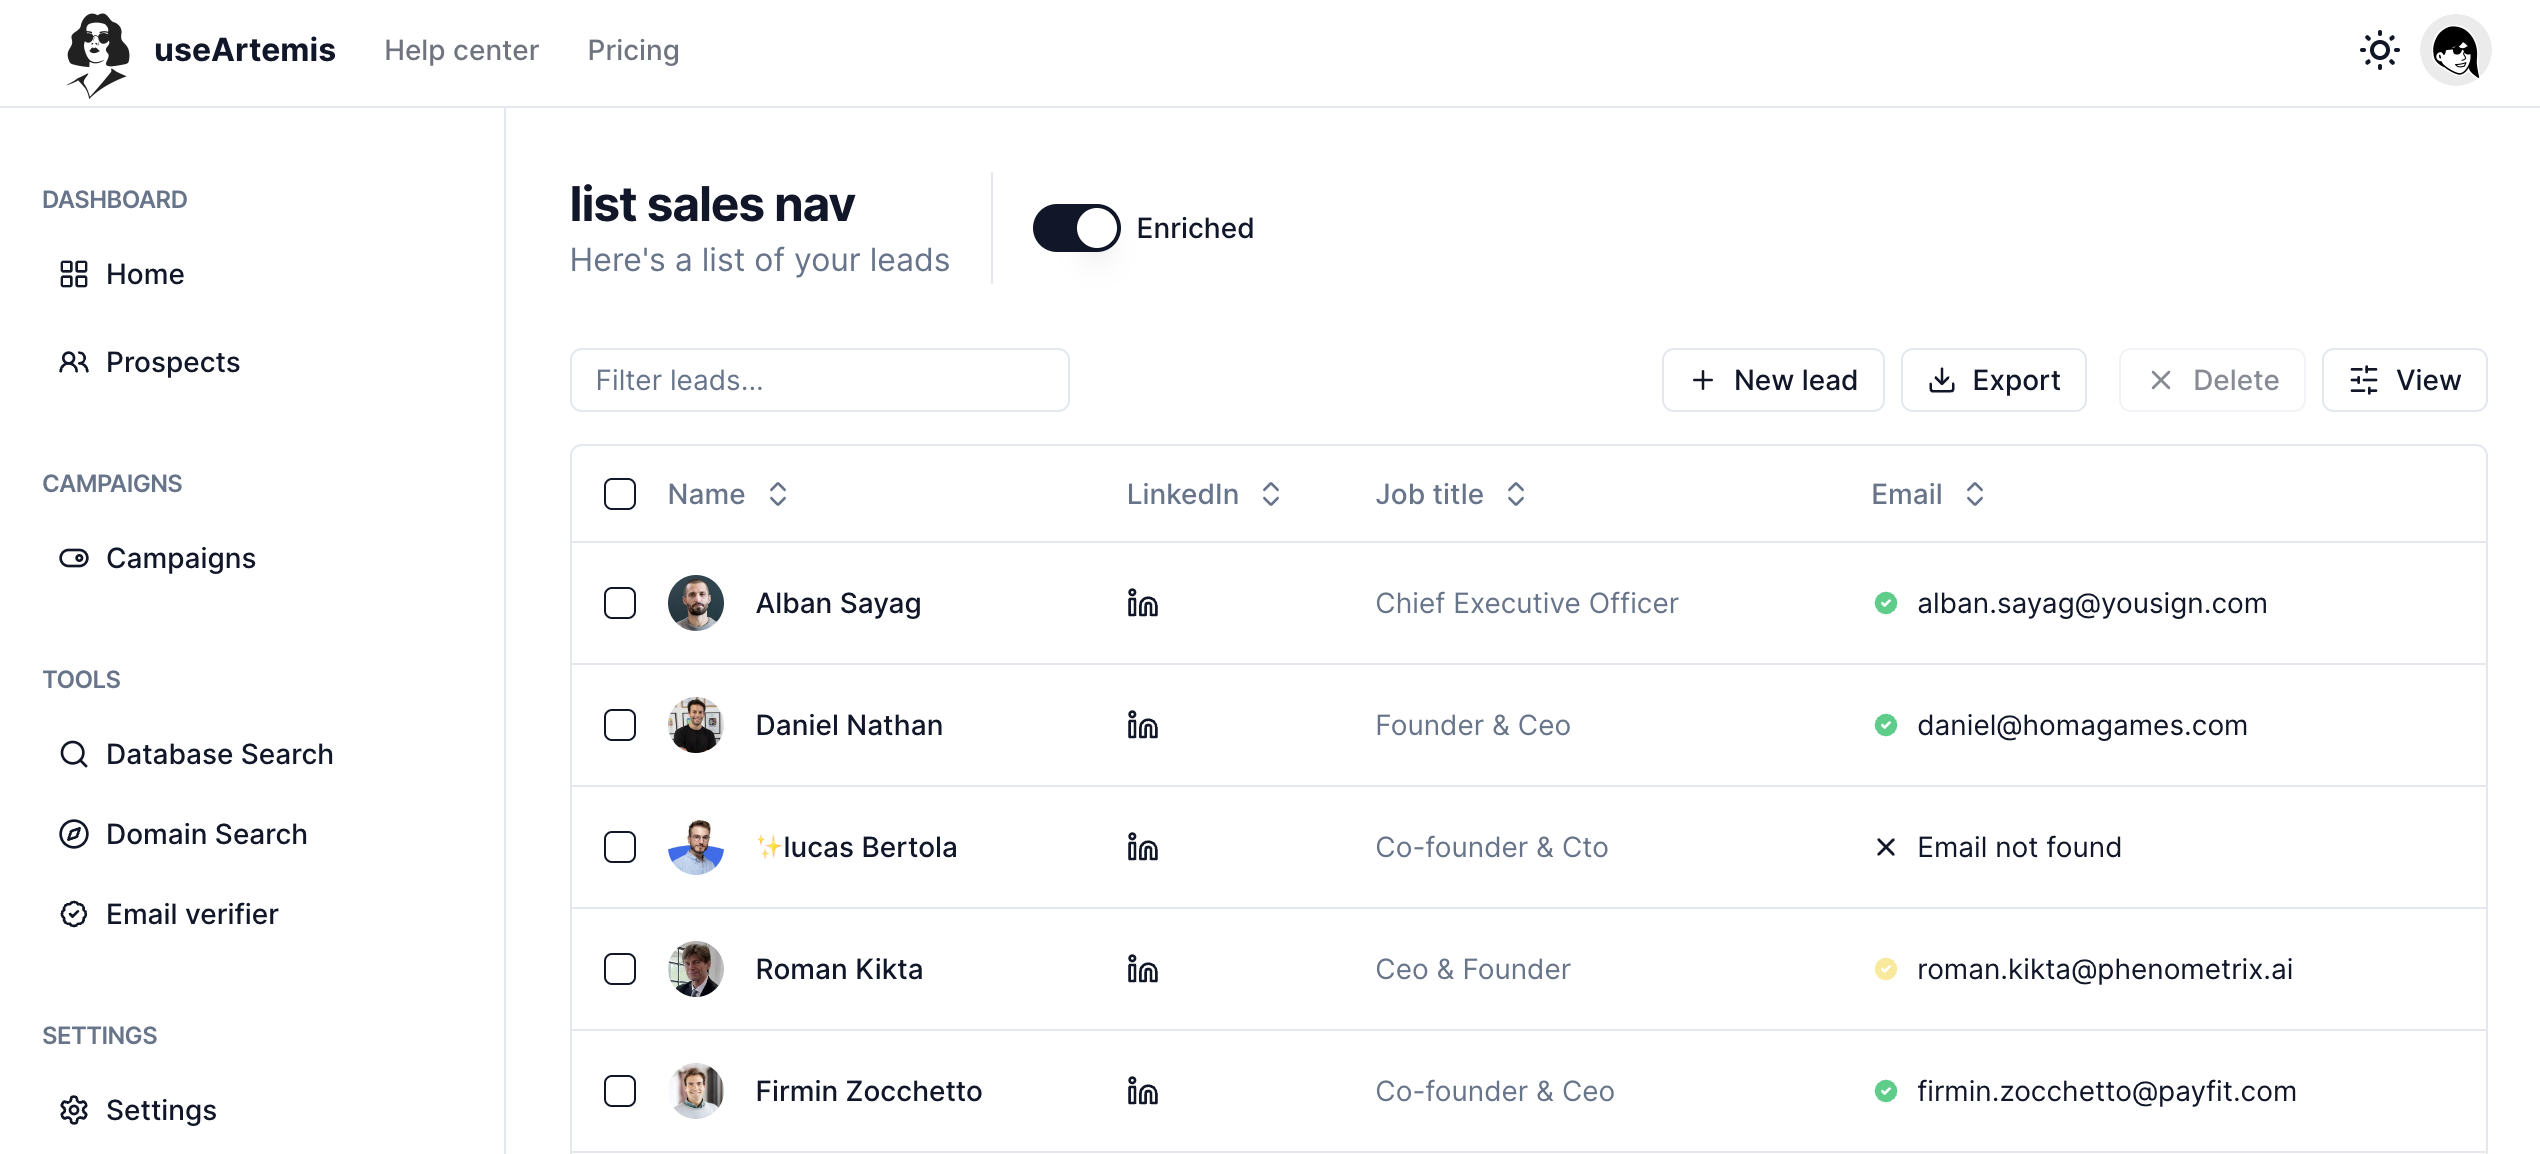 useArtemis Help center Pricing
DASHBOARD
Home
Prospects
CAMPAIGNS
Campaigns
TOOLS
Database Search
Domain Search
Email verifier
SETTINGS
Settings
list sales nav
Here's a list of your leads
Enriched
Filter leads...
New lead Export Delete View
Name LinkedIn Job title Email
Alban Sayag in Chief Executive Officer alban.sayag@yousign.com
Daniel Nathan in Founder & Ceo daniel@homagames.com
✨lucas Bertola in Co-founder & Cto Email not found
Roman Kikta in Ceo & Founder roman.kikta@phenometrix.ai
Firmin Zocchetto in Co-founder & Ceo firmin.zocchetto@payfit.com